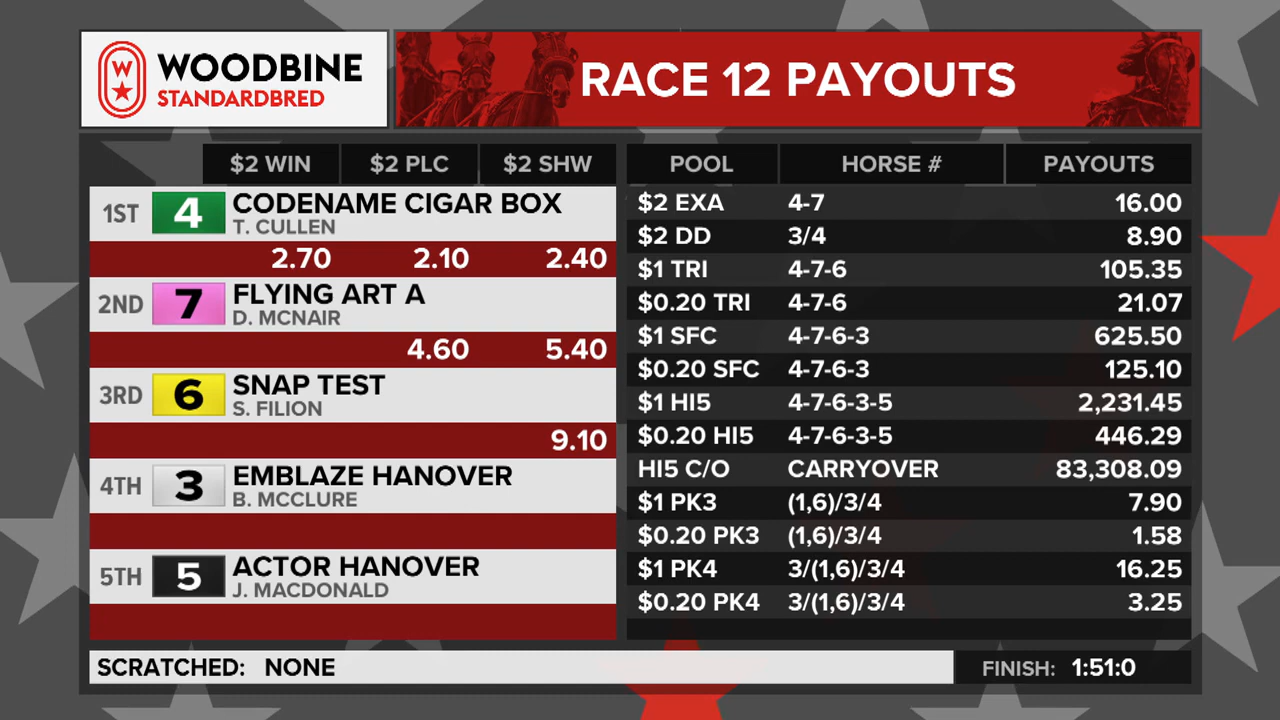 WOODBINE
STANDARDBRED
RACE 12 PAYOUTS
$2 WIN $2 PLC $2 SHW
1ST 4 CODENAME CIGAR BOX
T. CULLEN
2.70 2.10 2.40
2ND 7 FLYING ART A
D. MCNAIR
4.60 5.40
3RD 6 SNAP TEST
S. FILION
9.10
4TH 3 EMBLAZE HANOVER
B. MCCLURE
5TH 5 ACTOR HANOVER
J. MACDONALD
POOL HORSE # PAYOUTS
$2 EXA 4-7 16.00
$2 DD 3/4 8.90
$1 TRI 4-7-6 105.35
$0.20 TRI 4-7-6 21.07
$1 SFC 4-7-6-3 625.50
$0.20 SFC 4-7-6-3 125.10
$1 HI5 4-7-6-3-5 2,231.45
$0.20 HI5 4-7-6-3-5 446.29
HI5 C/O CARRYOVER 83,308.09
$1 PK3 (1,6)/3/4 7.90
$0.20 PK3 (1,6)/3/4 1.58
$1 PK4 3/(1,6)/3/4 16.25
$0.20 PK4 3/(1,6)/3/4 3.25
SCRATCHED: NONE
FINISH: 1:51:0